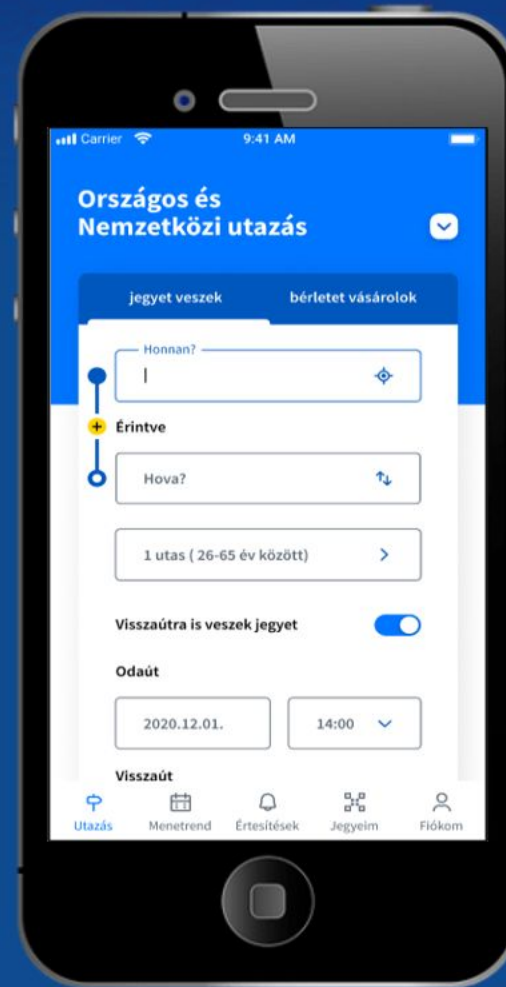 Carrier 9:41 AM
Országos és
Nemzetközi utazás
jegyet veszek bérletet vásárolok
Honnan?
Érintve
Hova?
1 utas ( 26-65 év között)
Visszaútra is veszek jegyet
Odaút
2020.12.01. 14:00
Visszaút
Utazás Menetrend Értesítések Jegyeim Fiókom